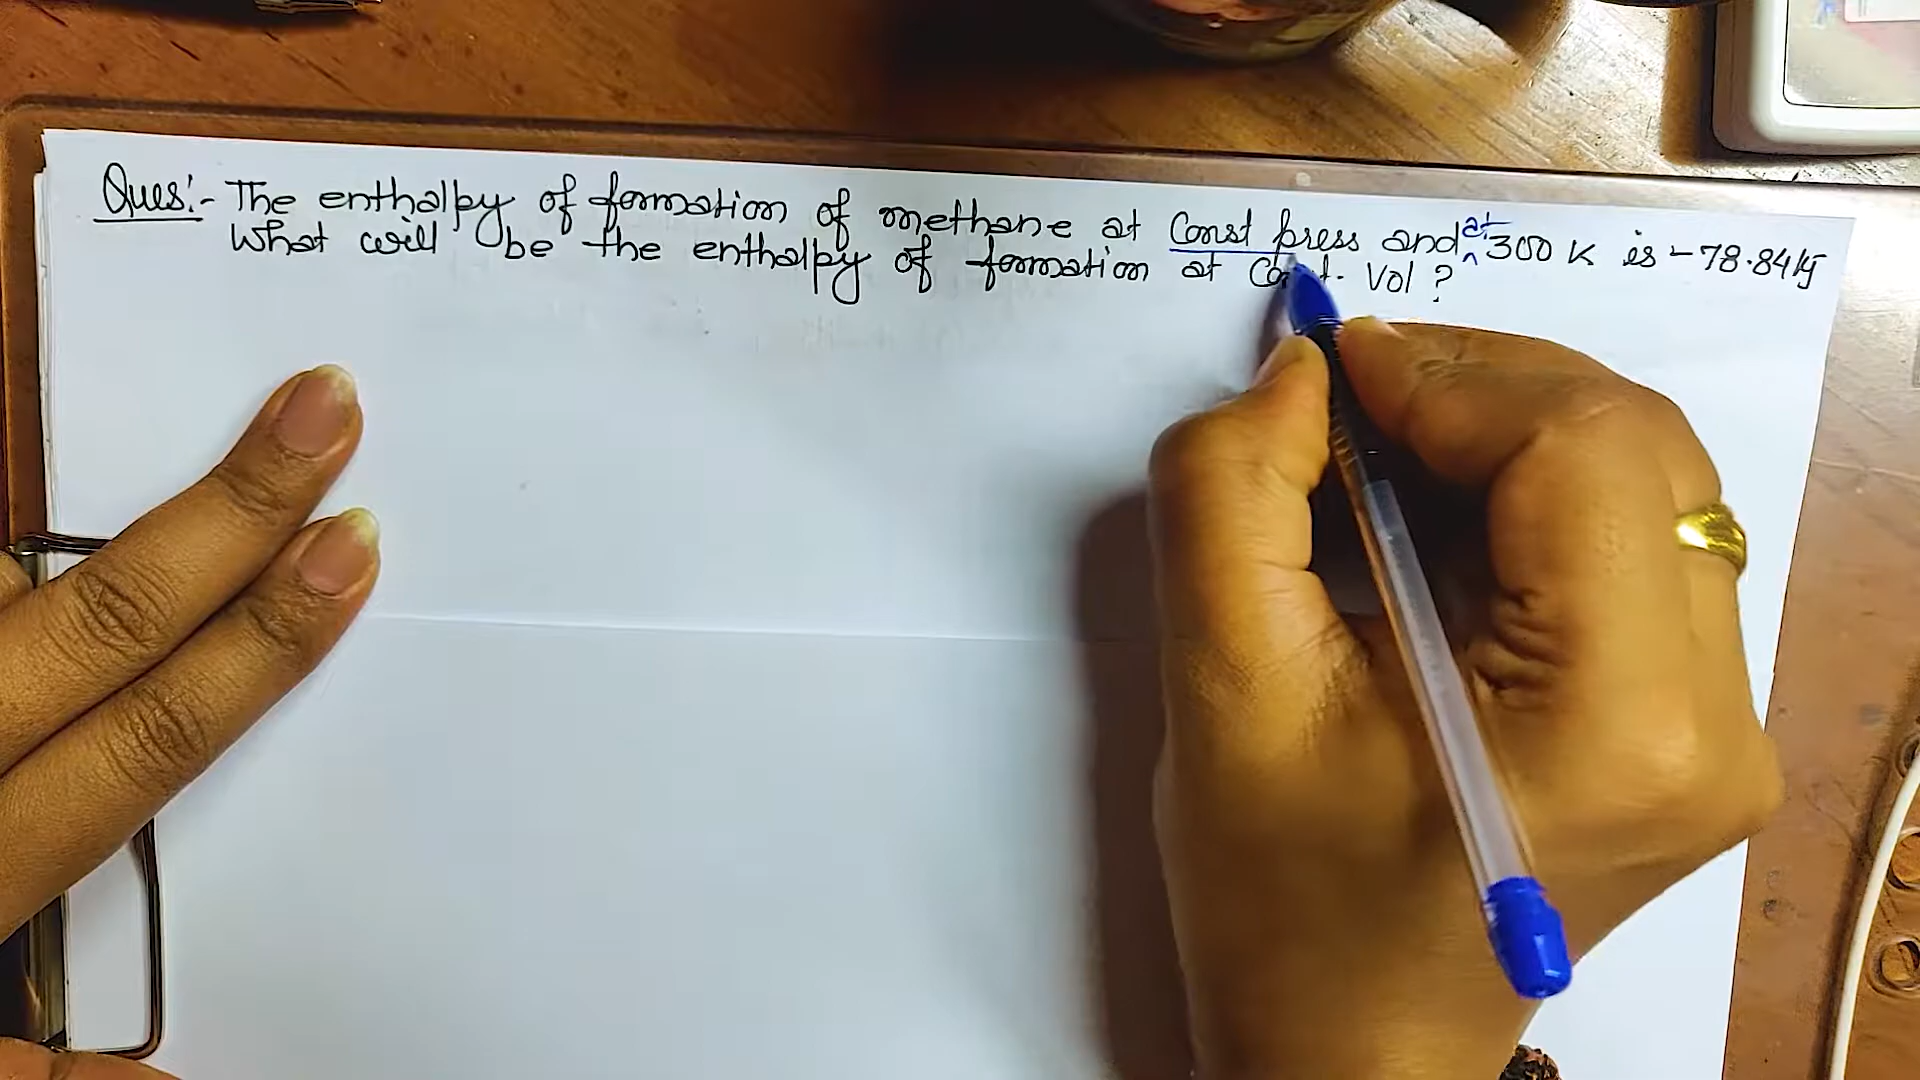 Ques:- The enthalpy of formation of methane at Const press and at 300 K is -78.84 kJ
What will be the enthalpy of formation at Vol ?